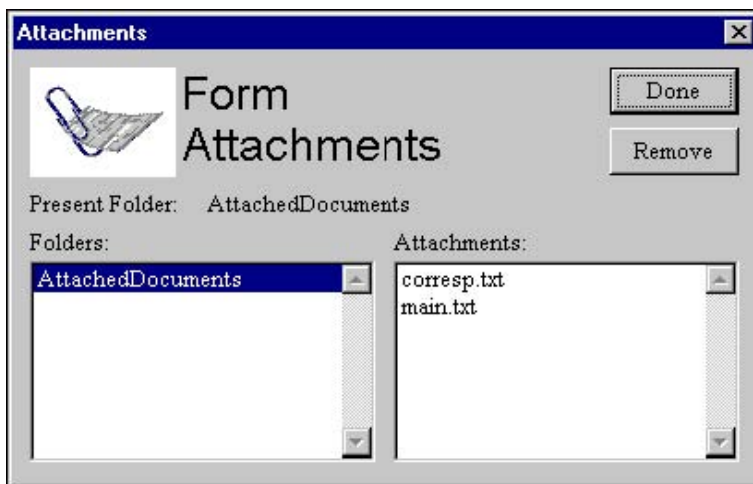 Attachments
Form
Attachments
Done
Remove
Present Folder: AttachedDocuments
Folders:
AttachedDocuments
Attachments:
corresp.txt
main.txt